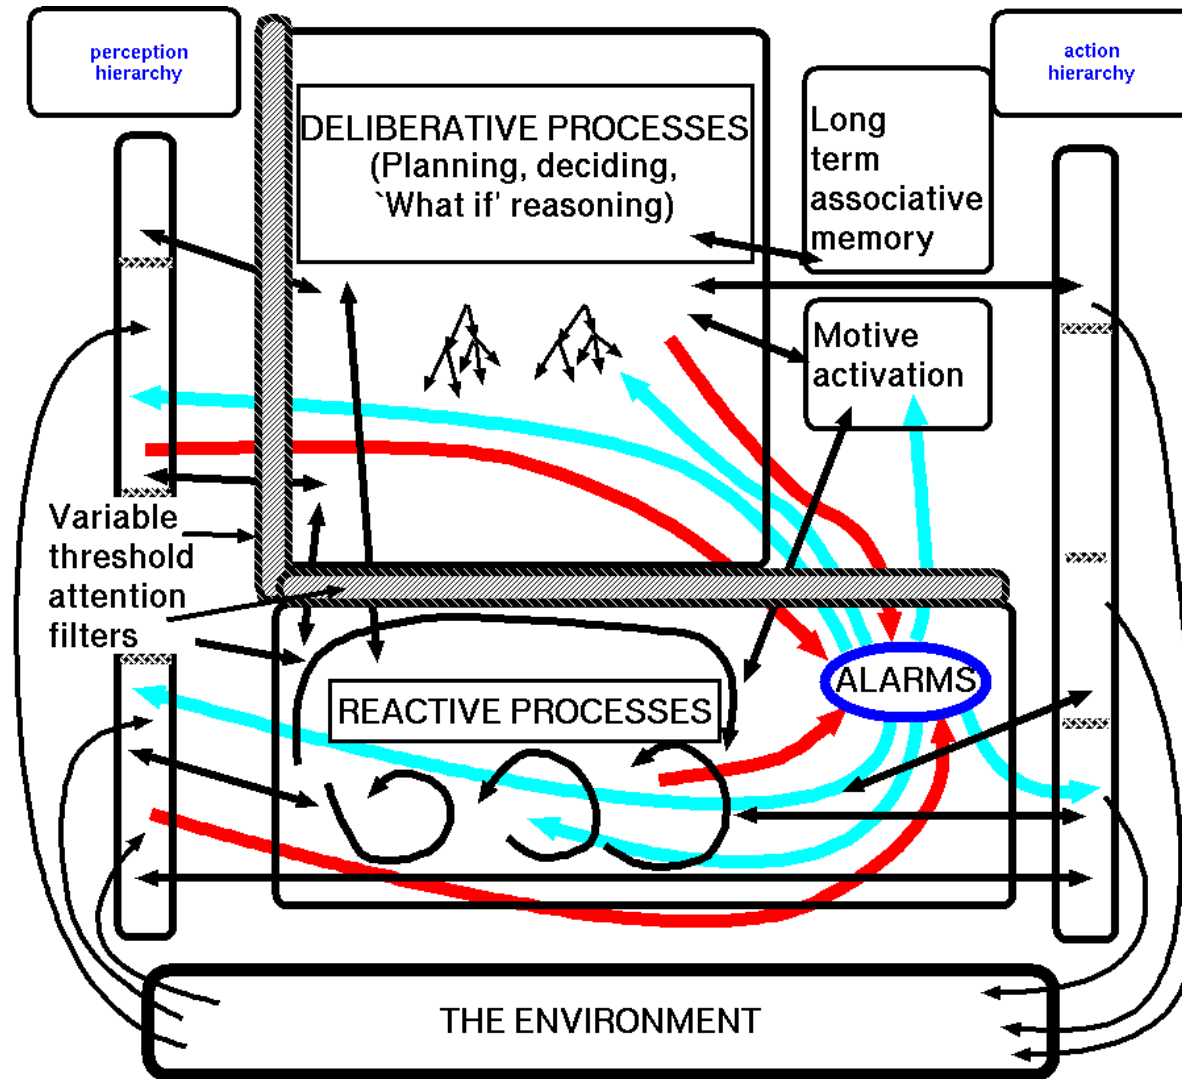 perception
hierarchy
action
hierarchy
DELIBERATIVE PROCESSES
(Planning, deciding,
`What if' reasoning)
Long
term
associative
memory
Motive
activation
Variable
threshold
attention
filters
ALARMS
REACTIVE PROCESSES
THE ENVIRONMENT